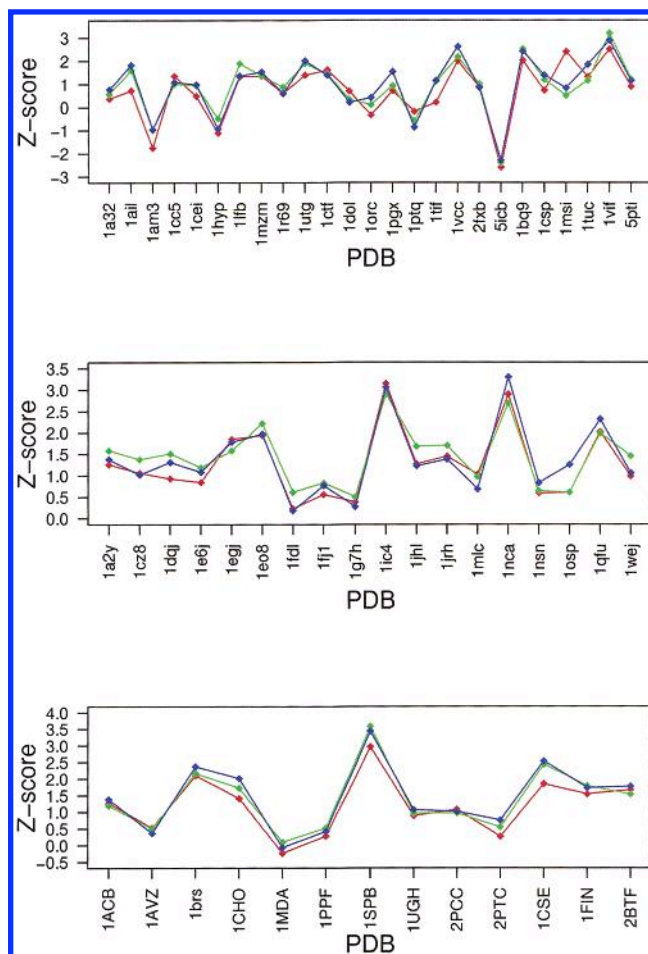 Z-score
3
2
1
0
-1
-2
-3
1a32
1ail
1am3
1cc5
1cei
1hyp
1lfb
1mzm
1r69
1utg
1ctf
1dol
1orc
1pgx
1ptq
1tif
1vcc
2fxb
5icb
1bq9
1csp
1msi
1tuc
1vif
5pti
PDB
Z-score
3.5
3.0
2.5
2.0
1.5
1.0
0.5
0.0
1a2y
1cz8
1dqj
1e6j
1egj
1eo8
1fdl
1fj1
1g7h
1ic4
1jhl
1jrh
1mlc
1nca
1nsn
1osp
1qfu
1wej
PDB
Z-score
4.0
3.5
3.0
2.5
2.0
1.5
1.0
0.5
0.0
-0.5
1ACB
1AVZ
1brs
1CHO
1MDA
1PPF
1SPB
1UGH
2PCC
2PTC
1CSE
1FIN
2BTF
PDB